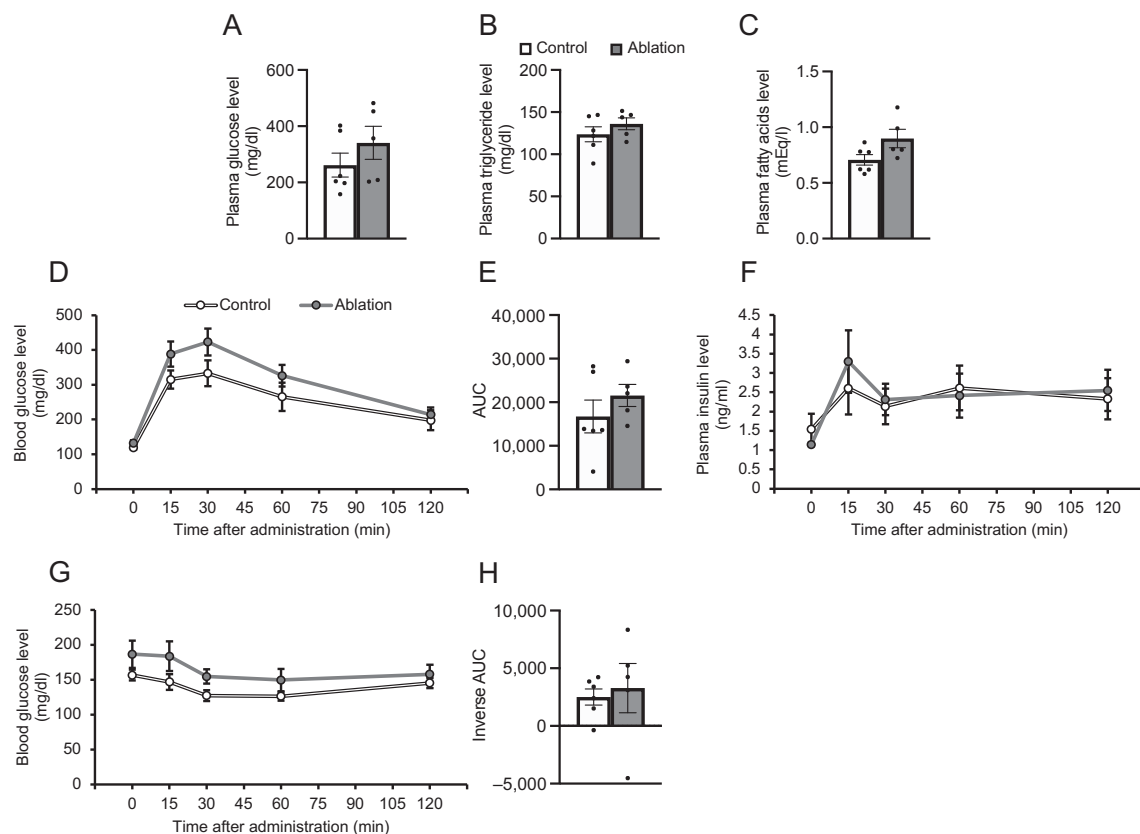 A
Plasma glucose level
(mg/dl)
600
400
200
0
B
Control
Ablation
Plasma triglyceride level
(mg/dl)
200
150
100
50
0
C
Plasma fatty acids level
(mEq/l)
1.5
1.0
0.5
0
D
Control
Ablation
Blood glucose level
(mg/dl)
500
400
300
200
100
0
0 15 30 45 60 75 90 105 120
Time after administration (min)
E
AUC
40,000
30,000
20,000
10,000
0
F
Plasma insulin level
(ng/ml)
4.5
4
3.5
3
2.5
2
1.5
1
0.5
0
0 15 30 45 60 75 90 105 120
Time after administration (min)
G
Blood glucose level
(mg/dl)
250
200
150
100
50
0
0 15 30 45 60 75 90 105 120
Time after administration (min)
H
Inverse AUC
10,000
5,000
0
–5,000